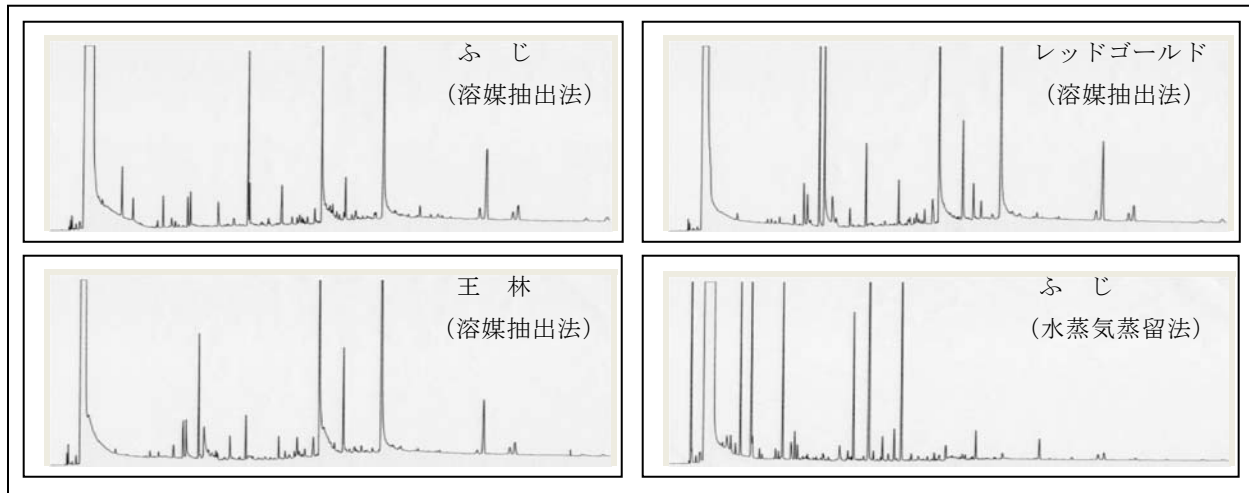 ふ じ
(溶媒抽出法)
レッドゴールド
(溶媒抽出法)
王 林
(溶媒抽出法)
ふ じ
(水蒸気蒸留法)